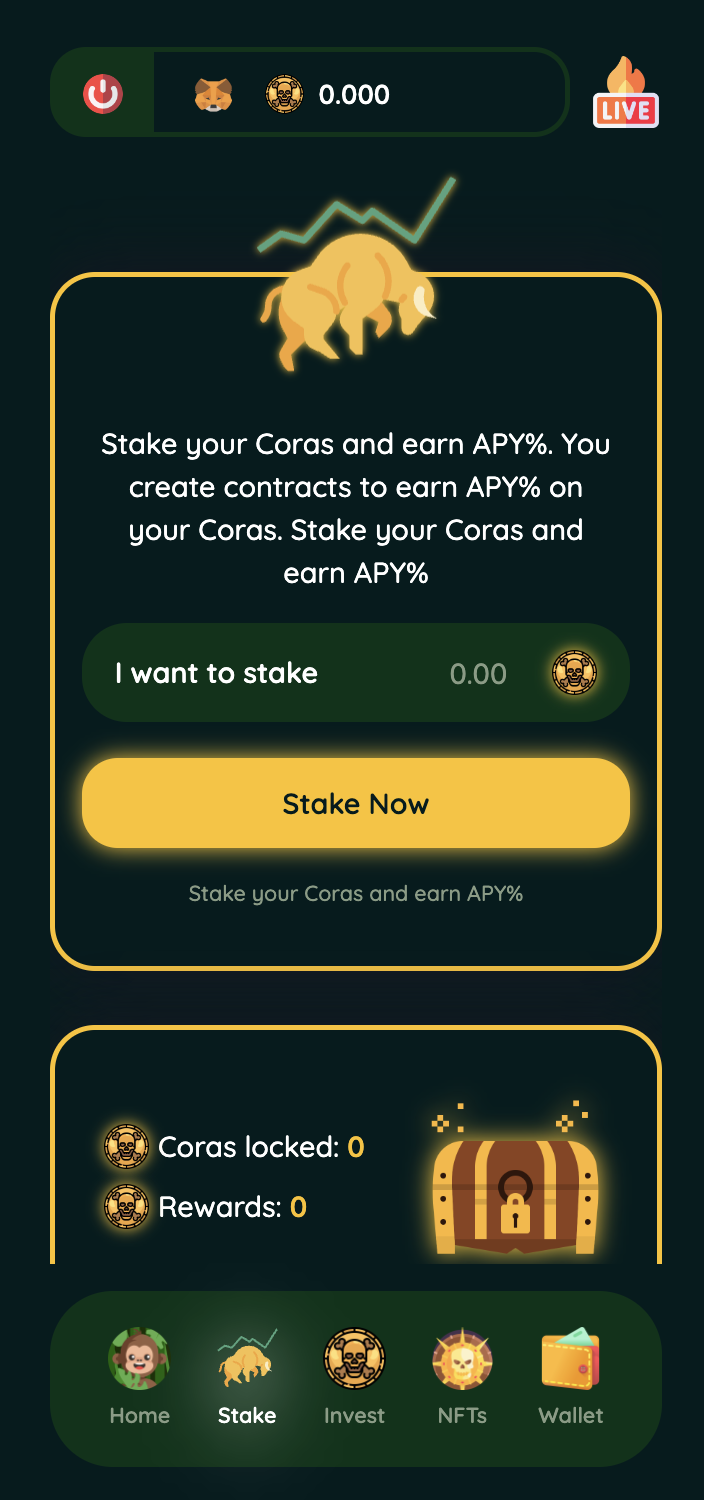 0.000
LIVE
Stake your Coras and earn APY%. You
create contracts to earn APY% on
your Coras. Stake your Coras and
earn APY%
I want to stake 0.00
Stake Now
Stake your Coras and earn APY%
Coras locked: 0
Rewards: 0
Home Stake Invest NFTs Wallet